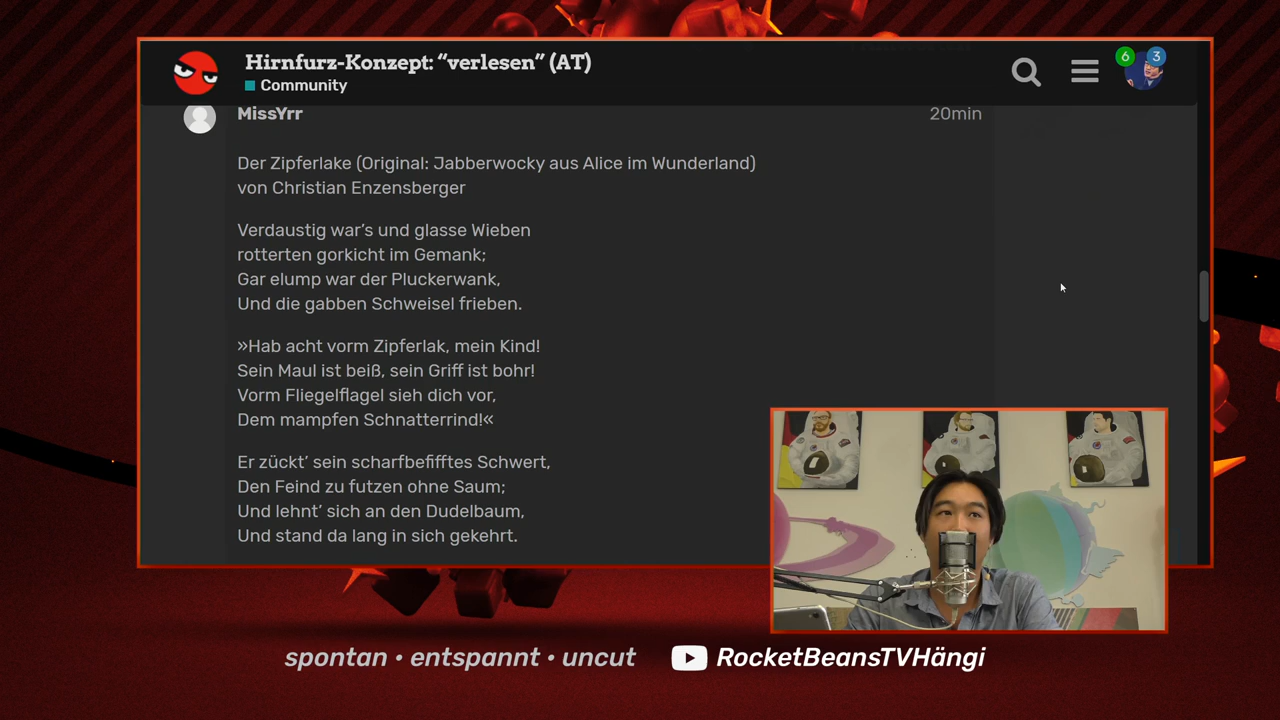 Hirnfurz-Konzept: “verlesen” (AT)
Community
6
3
MissYrr
20min
Der Zipferlake (Original: Jabberwocky aus Alice im Wunderland)
von Christian Enzensberger
Verdaustig war’s und glasse Wieben
rotterten gorkicht im Gemank;
Gar elump war der Pluckerwank,
Und die gabben Schweisel frieben.
»Hab acht vorm Zipferlak, mein Kind!
Sein Maul ist beiß, sein Griff ist bohr!
Vorm Fliegelflagel sieh dich vor,
Dem mampfen Schnatterrind!«
Er zückt’ sein scharfbefifftes Schwert,
Den Feind zu futzen ohne Saum;
Und lehnt’ sich an den Dudelbaum,
Und stand da lang in sich gekehrt.
spontan • entspannt • uncut
RocketBeansTVHängi